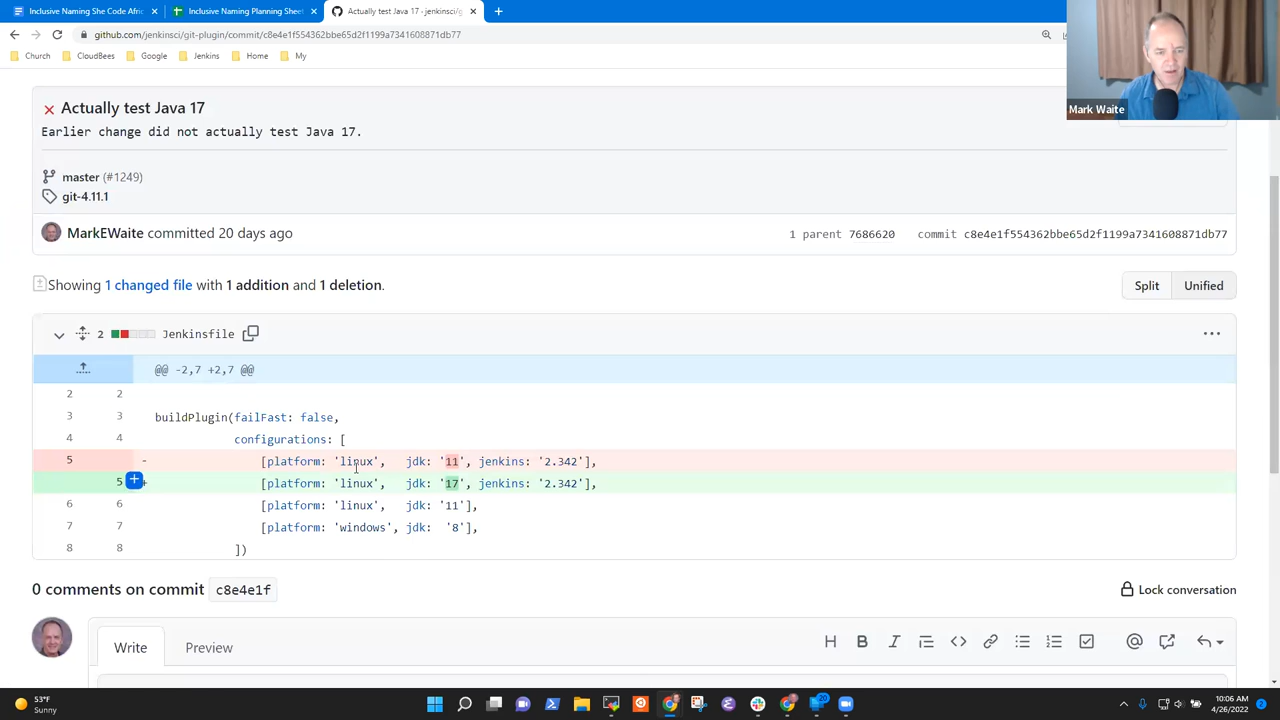 Inclusive Naming She Code Afri
Inclusive Naming Planning Sheet
Actually test Java 17 · jenkinsci/g
github.com/jenkinsci/git-plugin/commit/c8e4e1f554362bbe65d2f1199a7341608871db77
Church
CloudBees
Google
Jenkins
Home
My
Mark Waite
Actually test Java 17
Earlier change did not actually test Java 17.
master (#1249)
git-4.11.1
MarkEWaite committed 20 days ago
1 parent 7686620 commit c8e4e1f554362bbe65d2f1199a7341608871db77
Showing 1 changed file with 1 addition and 1 deletion.
Split
Unified
2 Jenkinsfile
@@ -2,7 +2,7 @@
2 2
3 3 buildPlugin(failFast: false,
4 4 configurations: [
5 - [platform: 'linux', jdk: '11', jenkins: '2.342'],
5 + [platform: 'linux', jdk: '17', jenkins: '2.342'],
6 6 [platform: 'linux', jdk: '11'],
7 7 [platform: 'windows', jdk: '8'],
8 8 ])
0 comments on commit c8e4e1f
Lock conversation
Write
Preview
53°F
Sunny
20
10:06 AM
4/26/2022
2